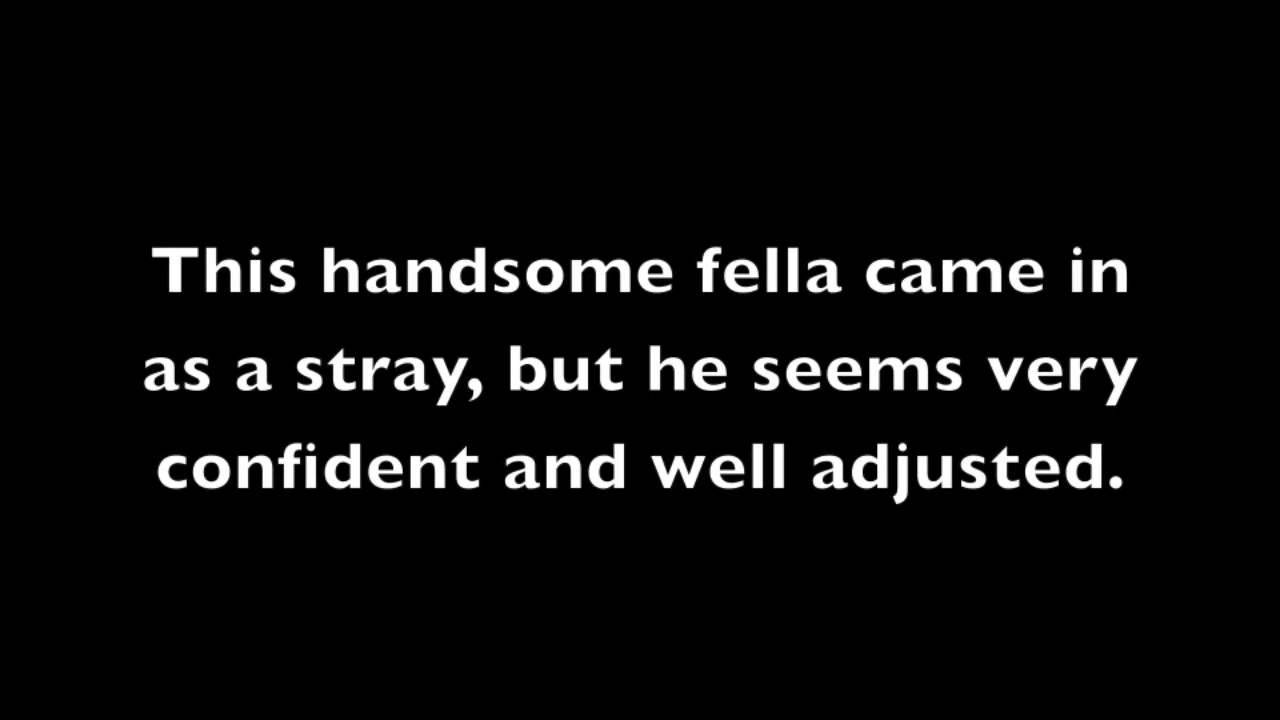 This handsome fella came in
as a stray, but he seems very
confident and well adjusted.